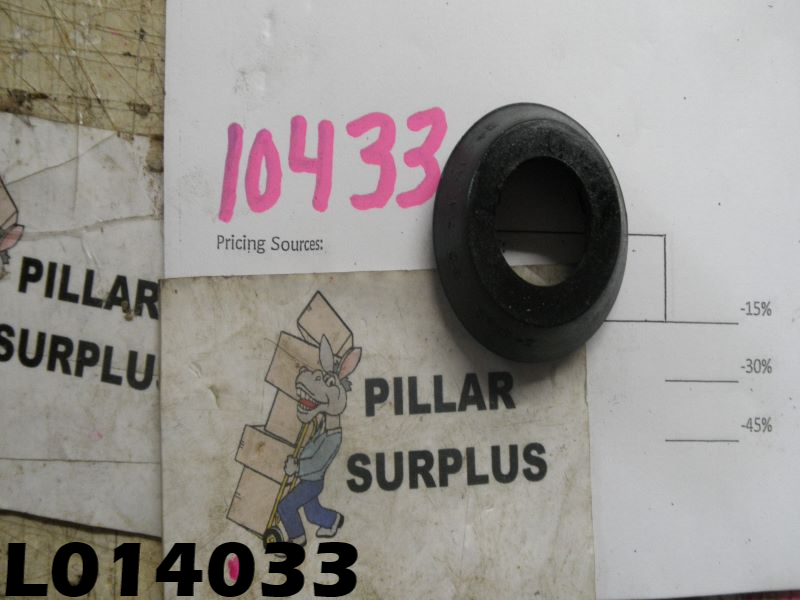 10433
Pricing Sources:
-15%
-30%
-45%
PILLAR
SURPLUS
PILLAR
SURPLUS
L014033